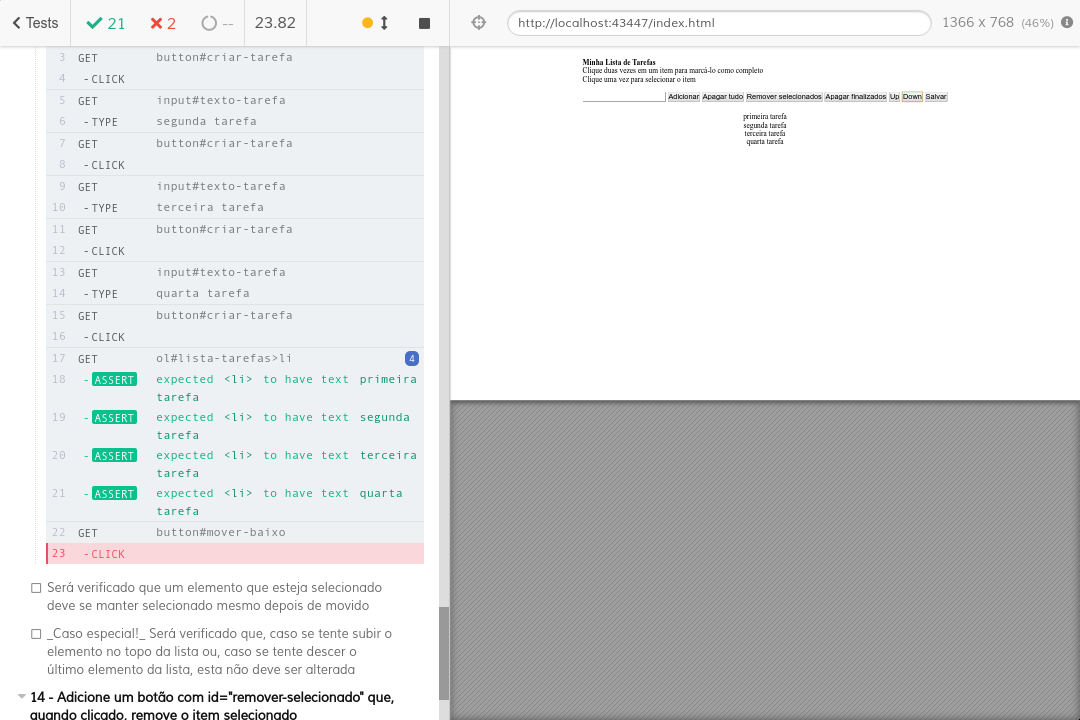 Tests 21 2 -- 23.82 http://localhost:43447/index.html 1366 x 768 (46%)
3 GET button#criar-tarefa
4 -CLICK
5 GET input#texto-tarefa
6 -TYPE segunda tarefa
7 GET button#criar-tarefa
8 -CLICK
9 GET input#texto-tarefa
10 -TYPE terceira tarefa
11 GET button#criar-tarefa
12 -CLICK
13 GET input#texto-tarefa
14 -TYPE quarta tarefa
15 GET button#criar-tarefa
16 -CLICK
17 GET ol#lista-tarefas>li 4
18 -ASSERT expected <li> to have text primeira
tarefa
19 -ASSERT expected <li> to have text segunda
tarefa
20 -ASSERT expected <li> to have text terceira
tarefa
21 -ASSERT expected <li> to have text quarta
tarefa
22 GET button#mover-baixo
23 -CLICK
Será verificado que um elemento que esteja selecionado
deve se manter selecionado mesmo depois de movido
_Caso especial!_ Será verificado que, caso se tente subir o
elemento no topo da lista ou, caso se tente descer o
último elemento da lista, esta não deve ser alterada
14 - Adicione um botão com id="remover-selecionado" que,
quando clicado, remove o item selecionado
Minha Lista de Tarefas
Clique duas vezes em um item para marcá-lo como completo
Clique uma vez para selecionar o item
Adicionar Apagar tudo Remover selecionados Apagar finalizados Up Down Salvar
primeira tarefa
segunda tarefa
terceira tarefa
quarta tarefa